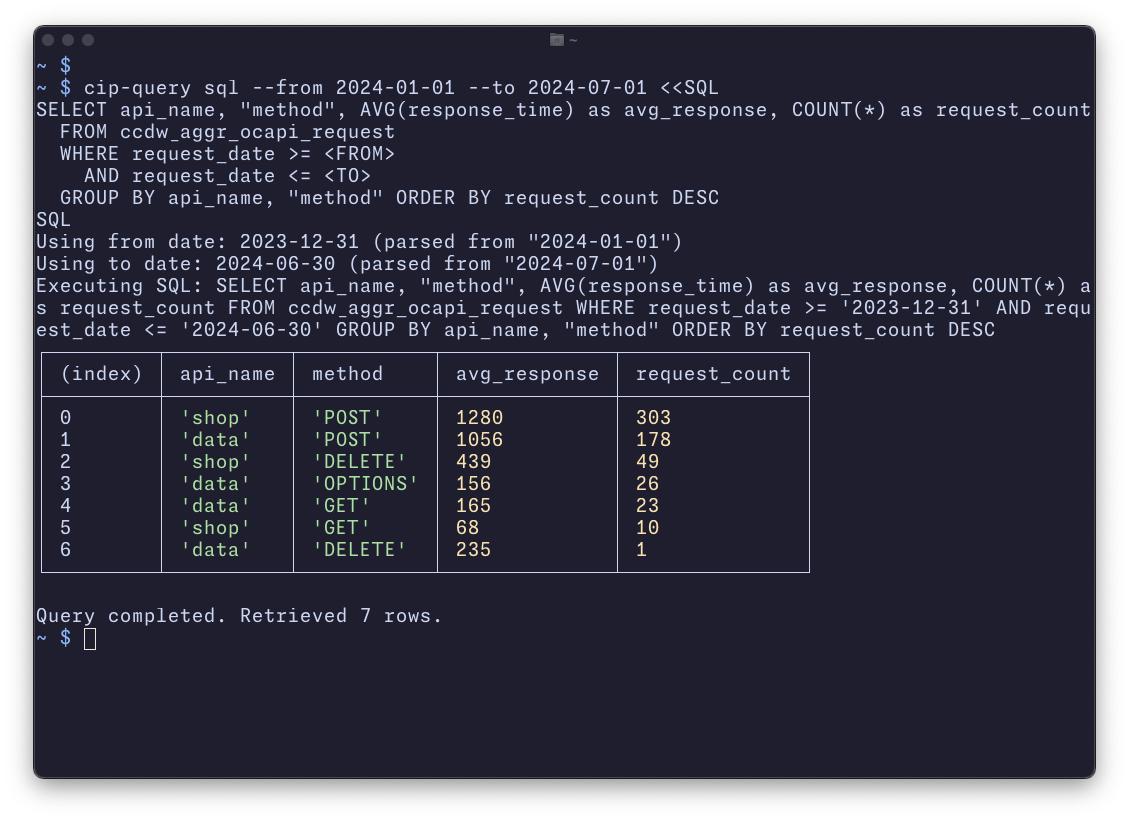 ~
~ $
~ $ cip-query sql --from 2024-01-01 --to 2024-07-01 <<SQL
SELECT api_name, "method", AVG(response_time) as avg_response, COUNT(*) as request_count
  FROM ccdw_aggr_ocapi_request
  WHERE request_date >= <FROM>
    AND request_date <= <TO>
  GROUP BY api_name, "method" ORDER BY request_count DESC
SQL
Using from date: 2023-12-31 (parsed from "2024-01-01")
Using to date: 2024-06-30 (parsed from "2024-07-01")
Executing SQL: SELECT api_name, "method", AVG(response_time) as avg_response, COUNT(*) a
s request_count FROM ccdw_aggr_ocapi_request WHERE request_date >= '2023-12-31' AND requ
est_date <= '2024-06-30' GROUP BY api_name, "method" ORDER BY request_count DESC
(index) api_name method avg_response request_count
0 'shop' 'POST' 1280 303
1 'data' 'POST' 1056 178
2 'shop' 'DELETE' 439 49
3 'data' 'OPTIONS' 156 26
4 'data' 'GET' 165 23
5 'shop' 'GET' 68 10
6 'data' 'DELETE' 235 1
Query completed. Retrieved 7 rows.
~ $